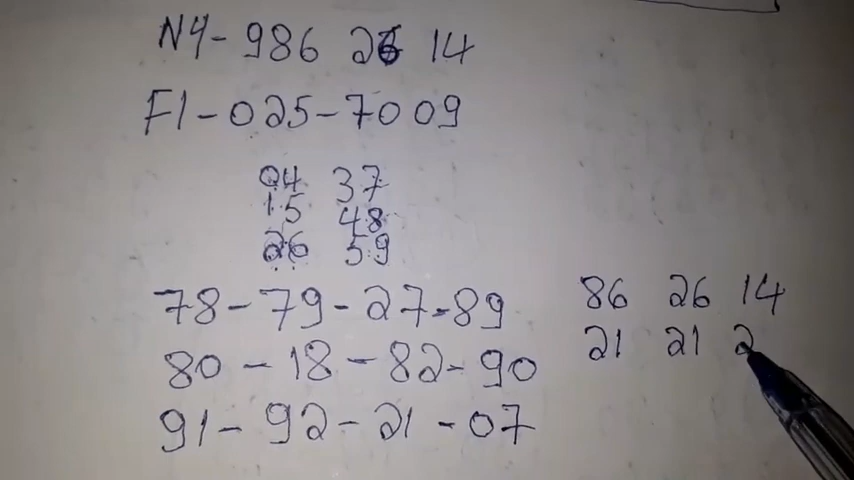 N4- 986 26 14
F1-025-7009
04 37
15 48
26 59
78-79-27-89
80-18-82-90
91-92-21-07
86 26 14
21 21 2